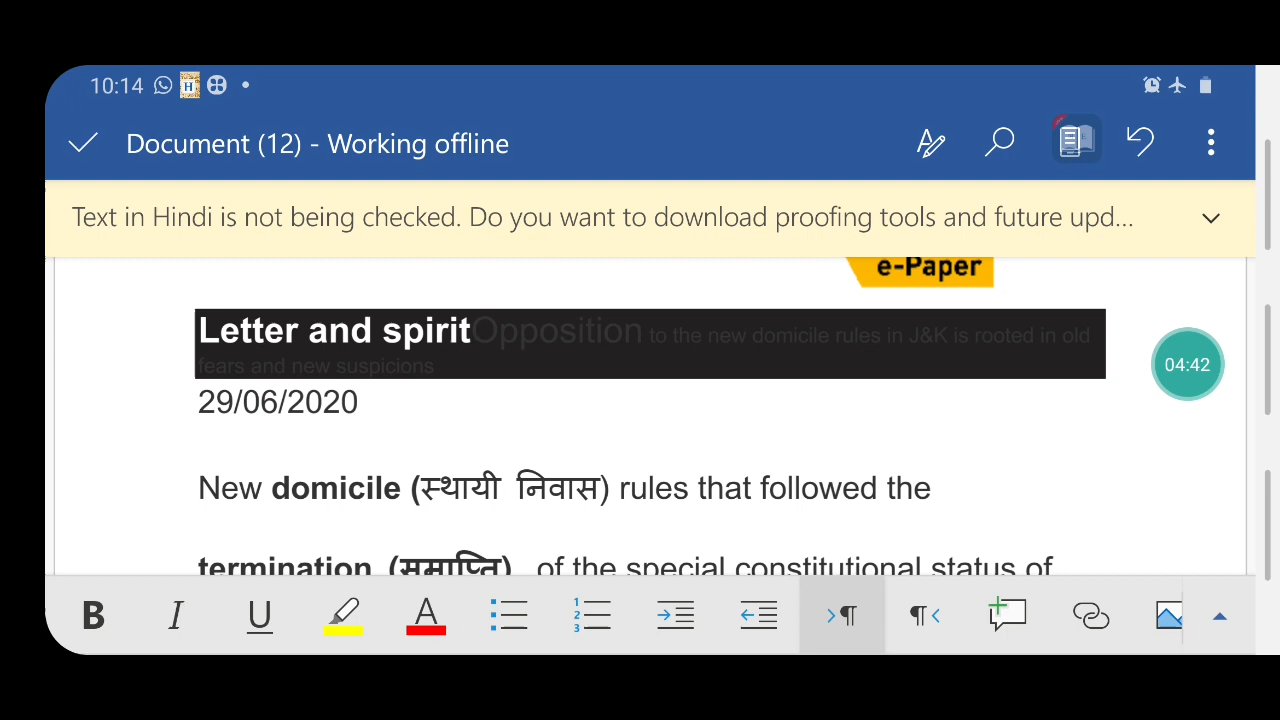 10:14
Document (12) - Working offline
Text in Hindi is not being checked. Do you want to download proofing tools and future upd...
e-Paper
Letter and spiritOpposition to the new domicile rules in J&K is rooted in old
fears and new suspicions
04:42
29/06/2020
New domicile (स्थायी निवास) rules that followed the
termination (समाप्ति) of the special constitutional status of
B I U A